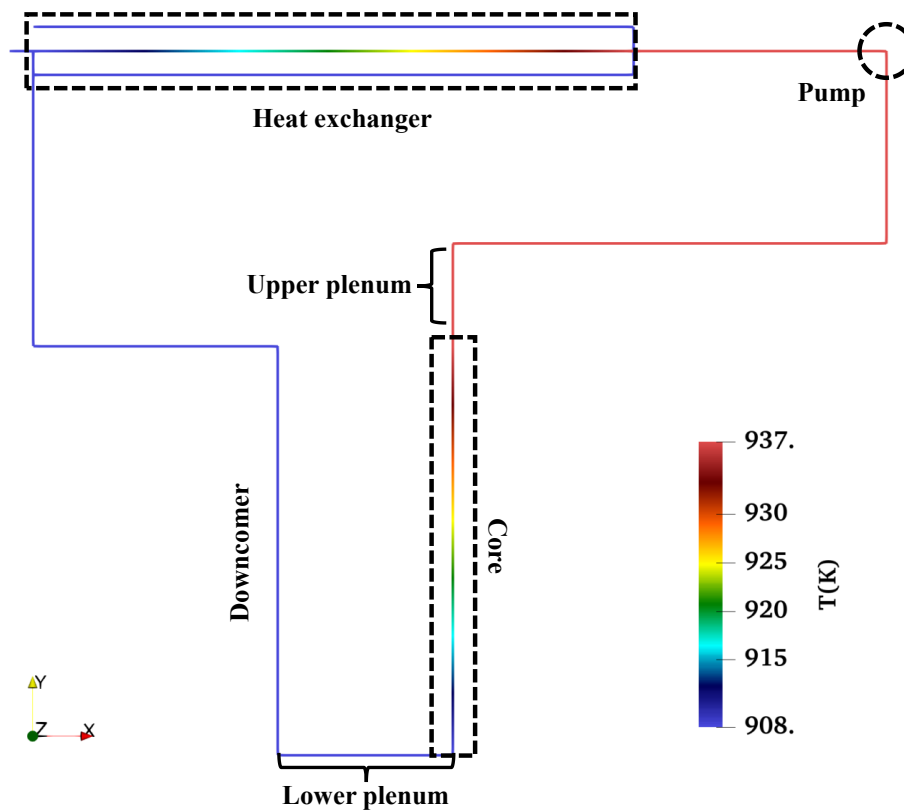 Heat exchanger
Pump
Upper plenum
Downcomer
Core
Lower plenum
937.
930
925
920
915
908.
T(K)
Y
Z
X